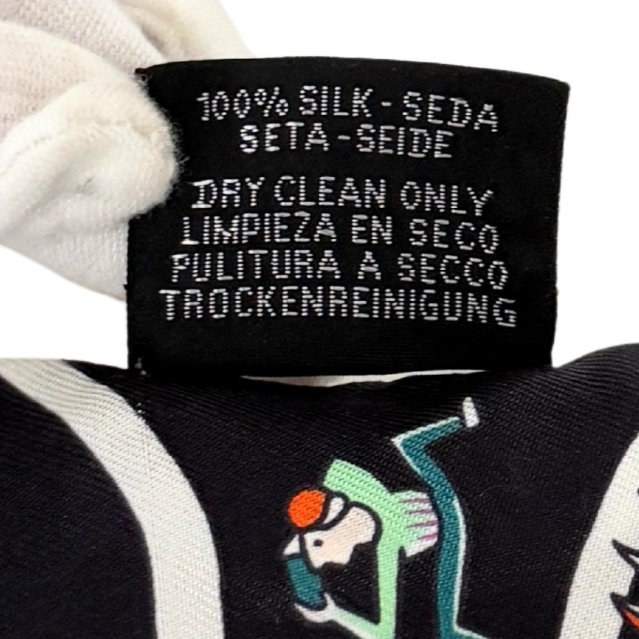 100% SILK - SEDA
SETA - SEIDE
DRY CLEAN ONLY
LIMPIEZA EN SECO
PULITURA A SECCO
TROCKENREINIGUNG